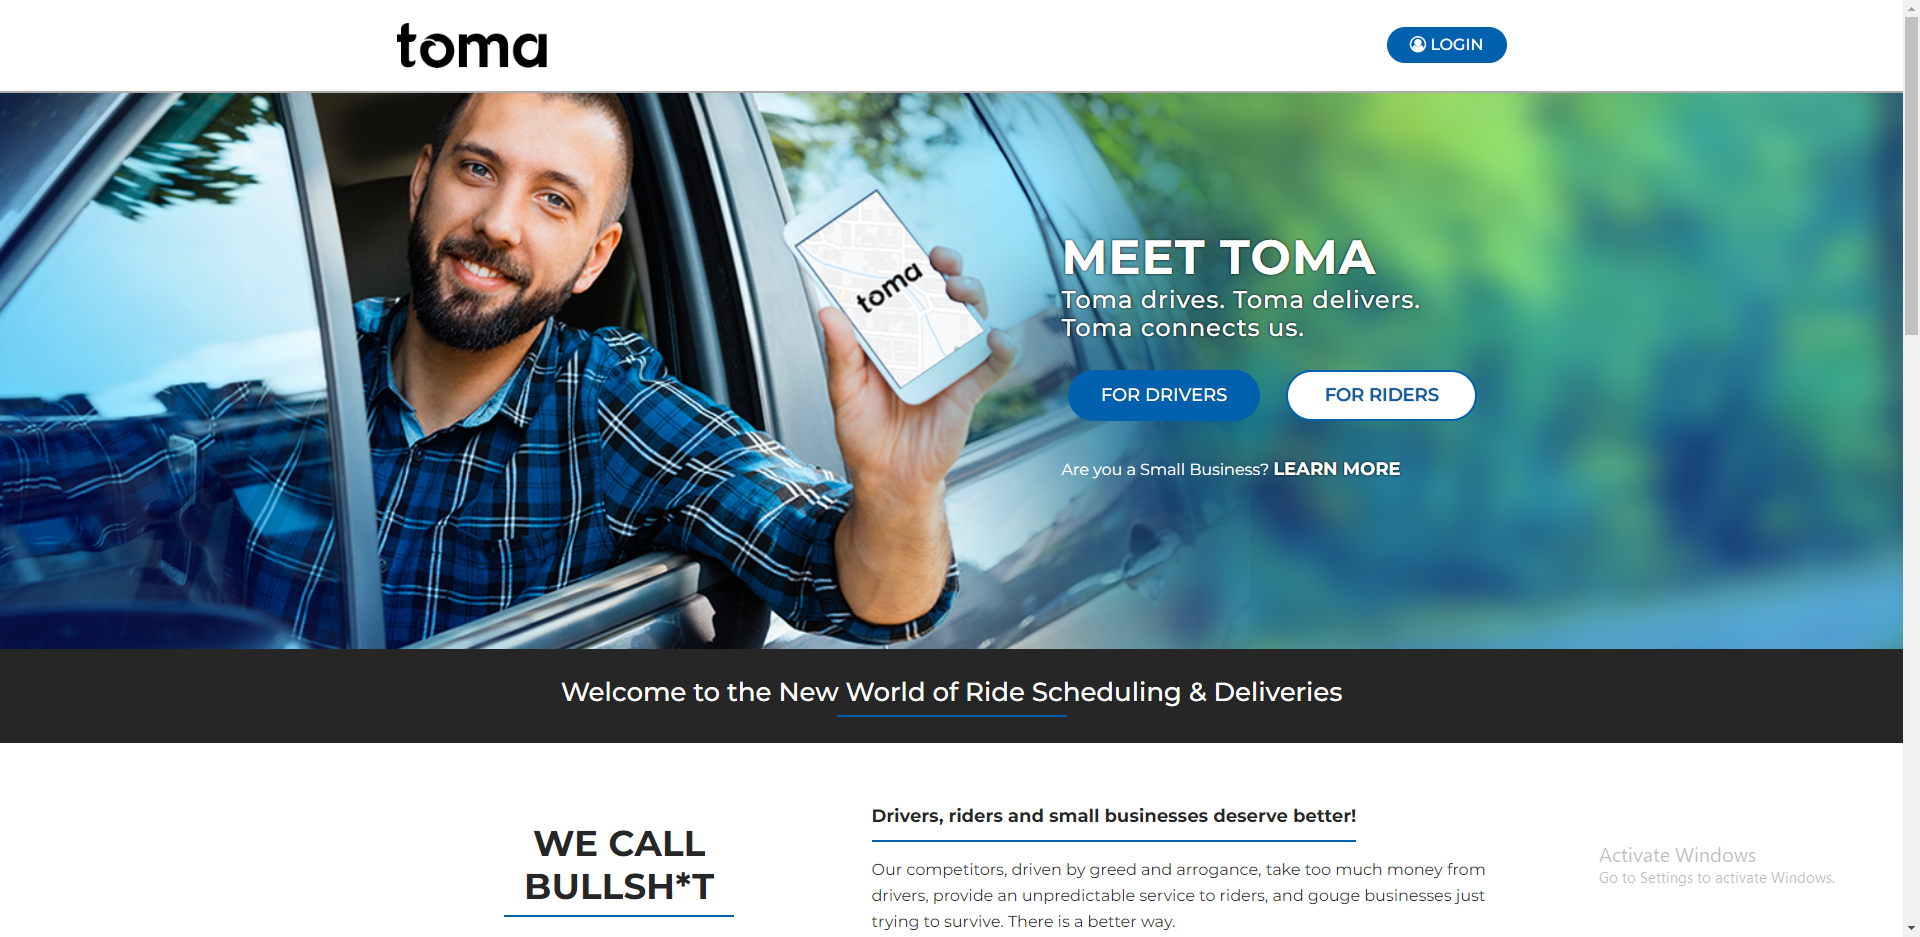 toma
LOGIN
toma
MEET TOMA
Toma drives. Toma delivers.
Toma connects us.
FOR DRIVERS
FOR RIDERS
Are you a Small Business? LEARN MORE
Welcome to the New World of Ride Scheduling & Deliveries
WE CALL
BULLSH*T
Drivers, riders and small businesses deserve better!
Our competitors, driven by greed and arrogance, take too much money from
drivers, provide an unpredictable service to riders, and gouge businesses just
trying to survive. There is a better way.
Activate Windows
Go to Settings to activate Windows.